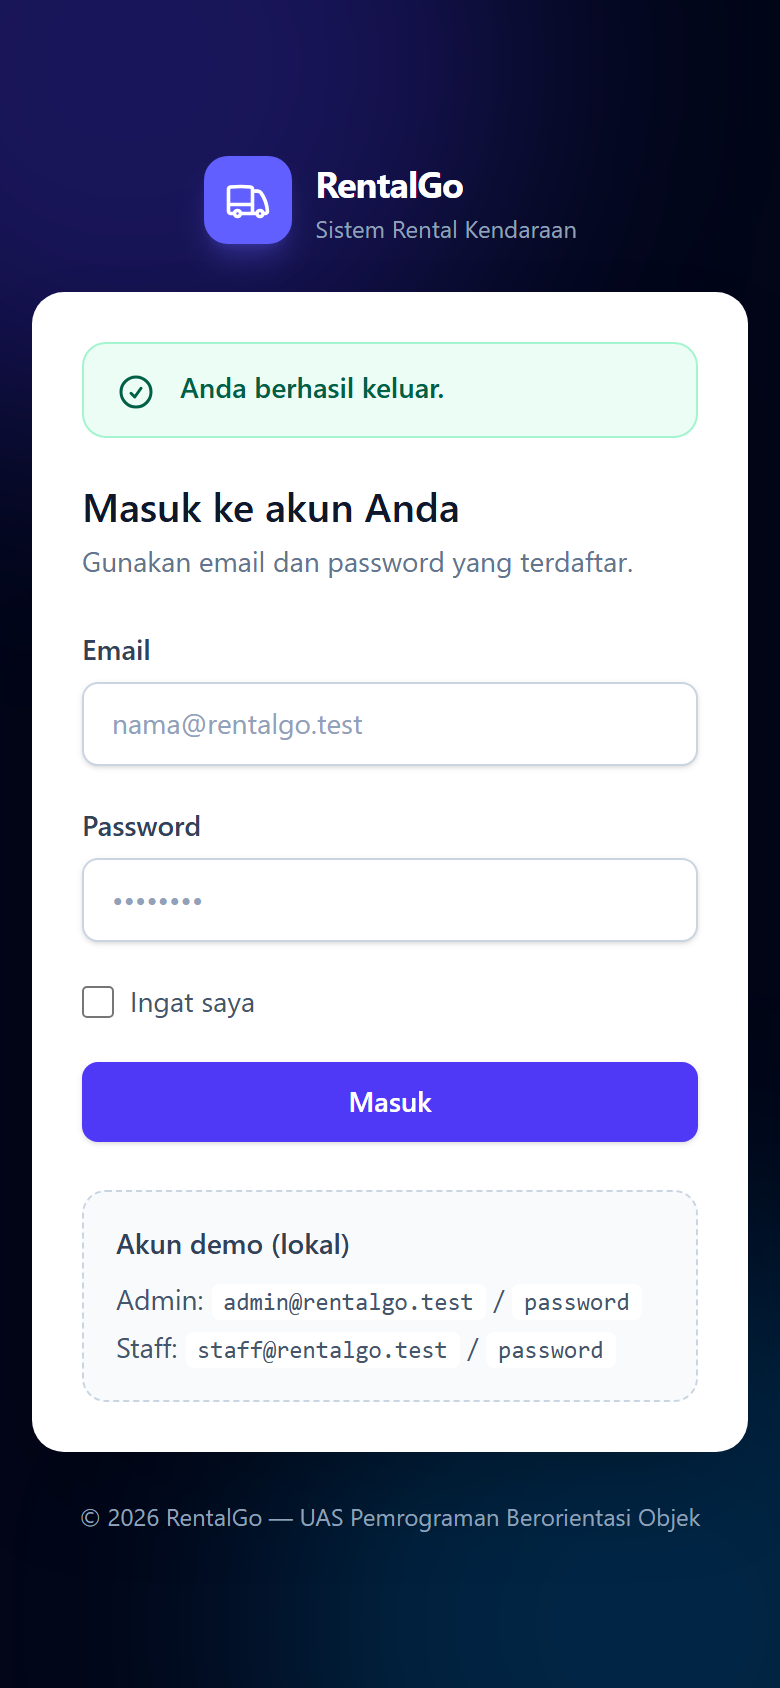 RentalGo
Sistem Rental Kendaraan
Anda berhasil keluar.
Masuk ke akun Anda
Gunakan email dan password yang terdaftar.
Email
nama@rentalgo.test
Password
••••••••
Ingat saya
Masuk
Akun demo (lokal)
Admin: admin@rentalgo.test / password
Staff: staff@rentalgo.test / password
© 2026 RentalGo — UAS Pemrograman Berorientasi Objek